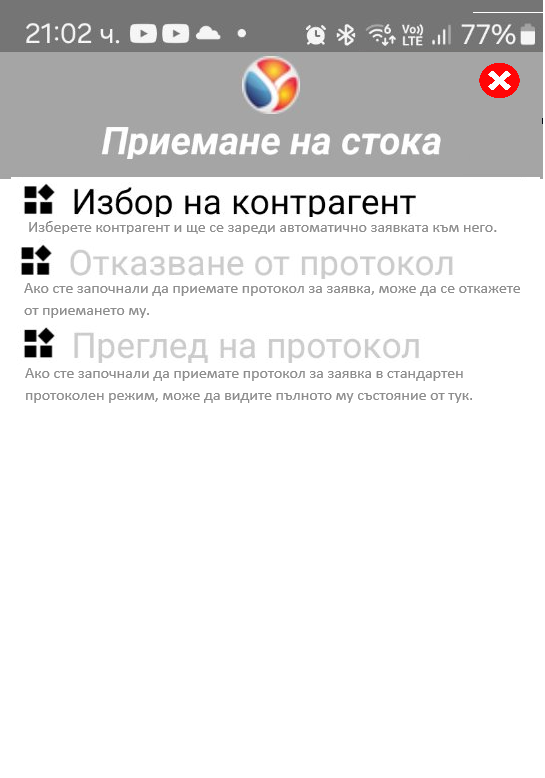 21:02 ч.
Vo)) LTE
77%
Приемане на стока
Избор на контрагент
Изберете контрагент и ще се зареди автоматично заявката към него.
Отказване от протокол
Ако сте започнали да приемате протокол за заявка, може да се откажете
от приемането му.
Преглед на протокол
Ако сте започнали да приемате протокол за заявка в стандартен
протоколен режим, може да видите пълното му състояние от тук.